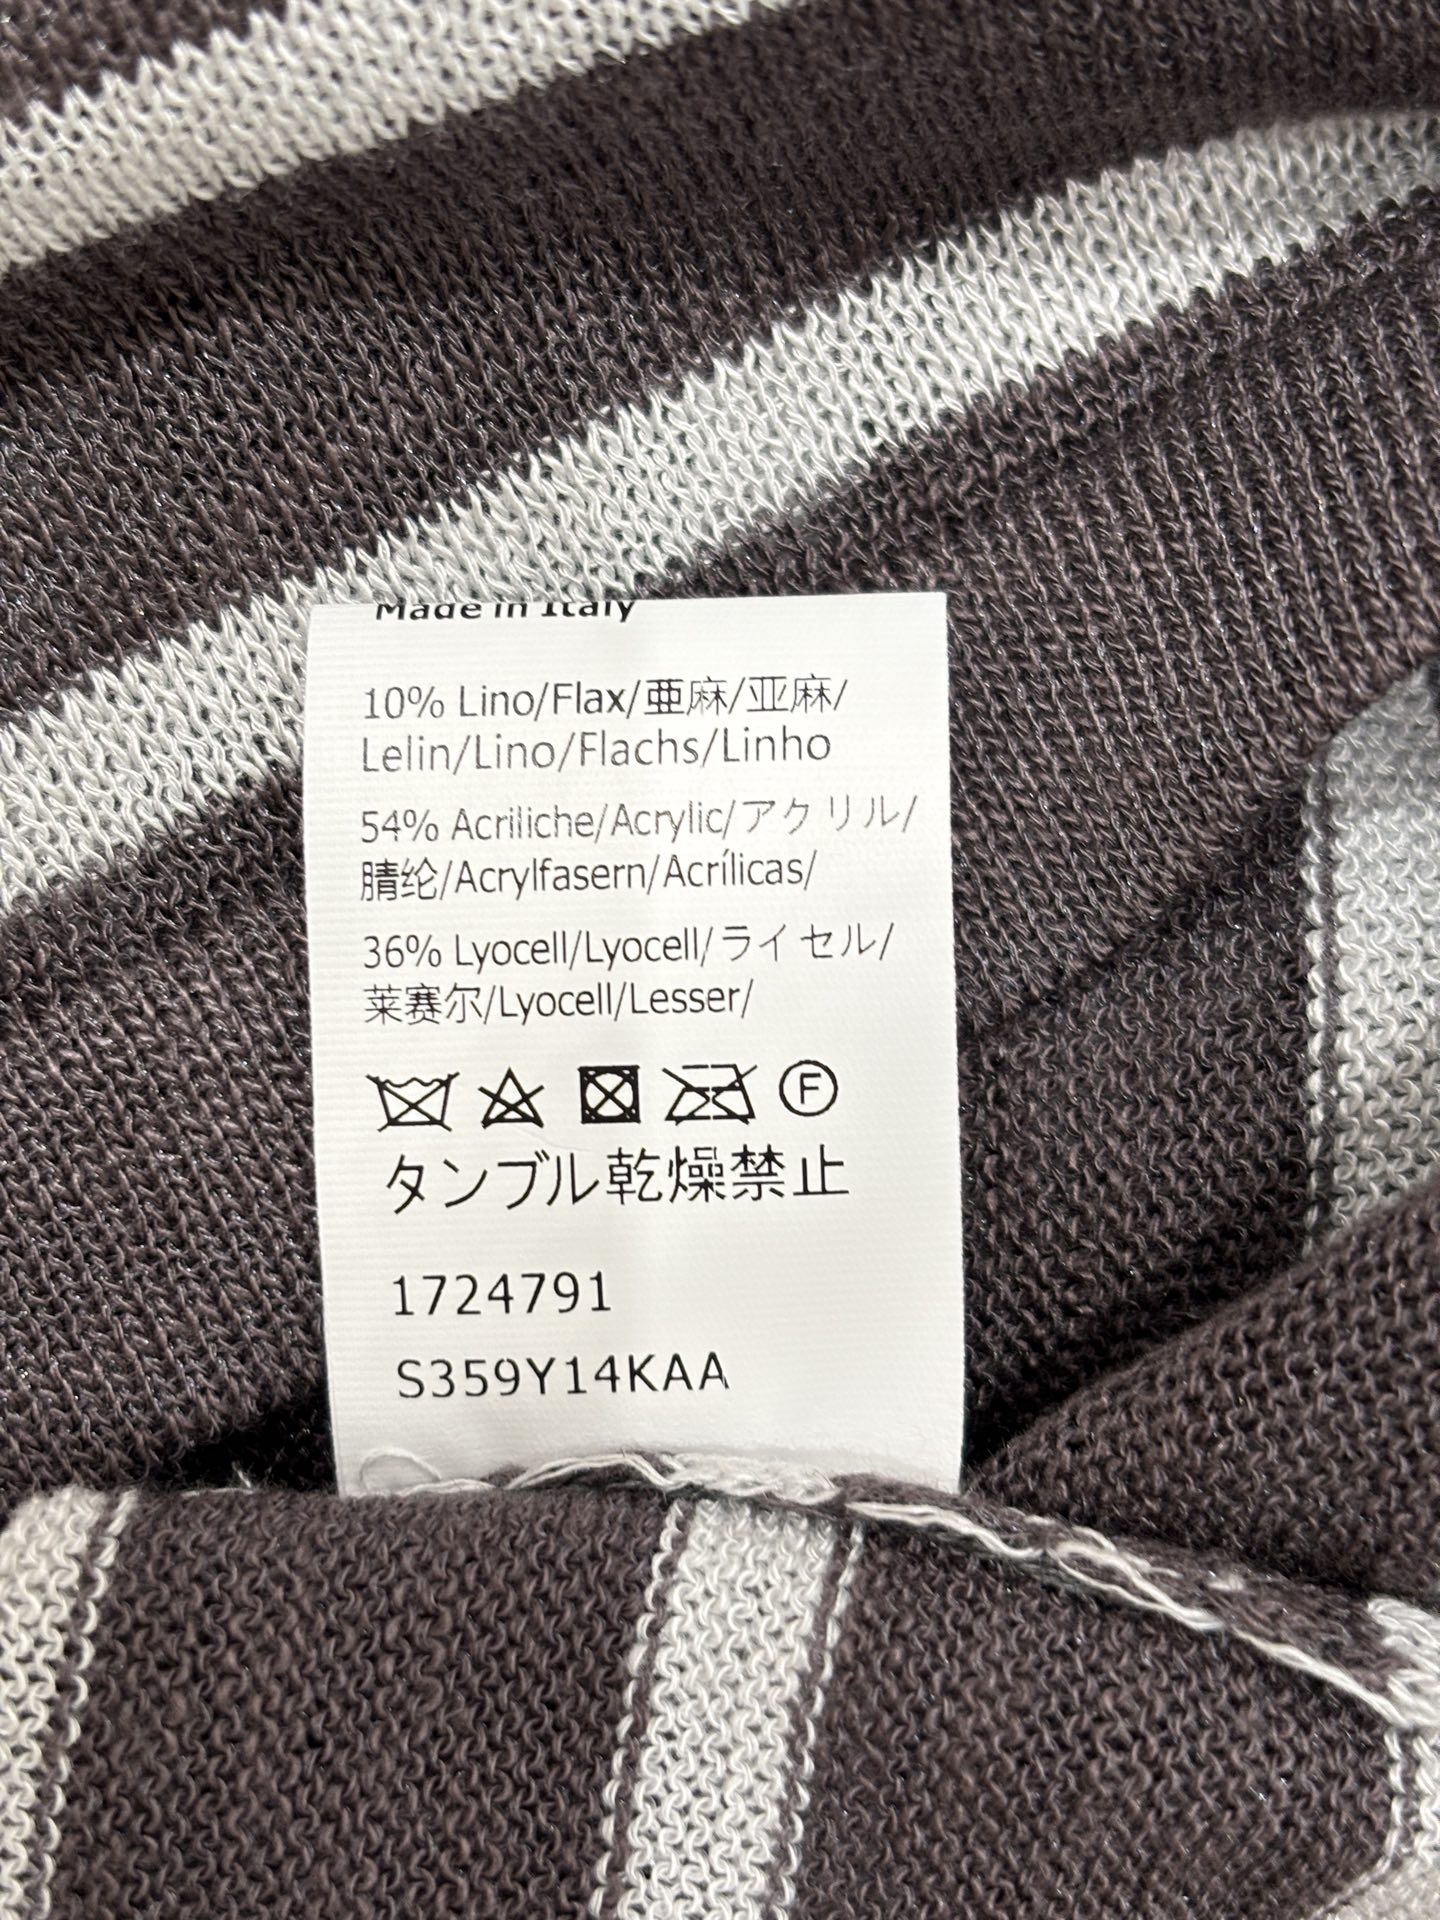 Made in Italy
10% Lino/Flax/亜麻/亚麻/
Lelin/Lino/Flachs/Linho
54% Acriliche/Acrylic/アクリル/
腈纶/Acrylfasern/Acrílicas/
36% Lyocell/Lyocell/ライセル/
莱赛尔/Lyocell/Lesser/
F
タンブル乾燥禁止
1724791
S359Y14KAA